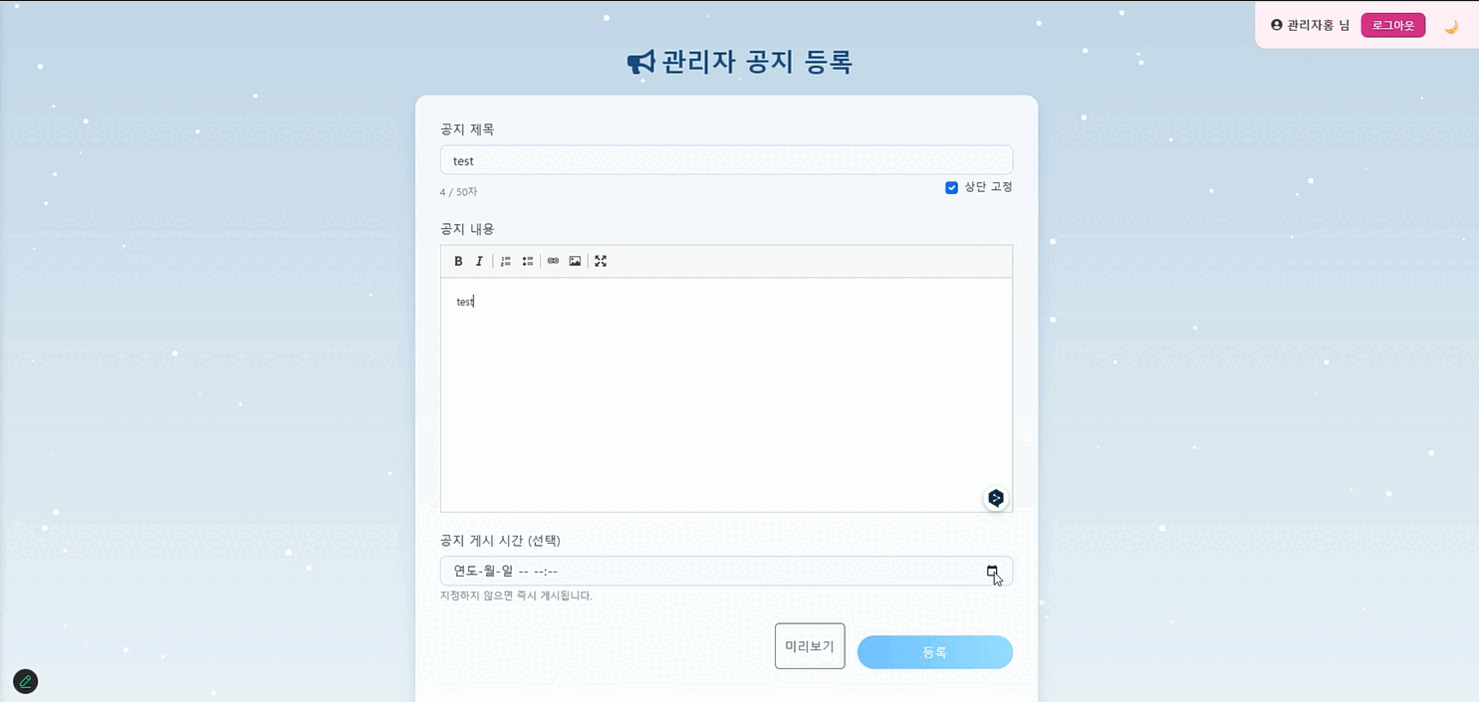 관리자홍 님 로그아웃
관리자 공지 등록
공지 제목
test
4 / 50자
상단 고정
공지 내용
B I
test
공지 게시 시간 (선택)
연도-월-일 -- --:--
지정하지 않으면 즉시 게시됩니다.
미리보기 등록